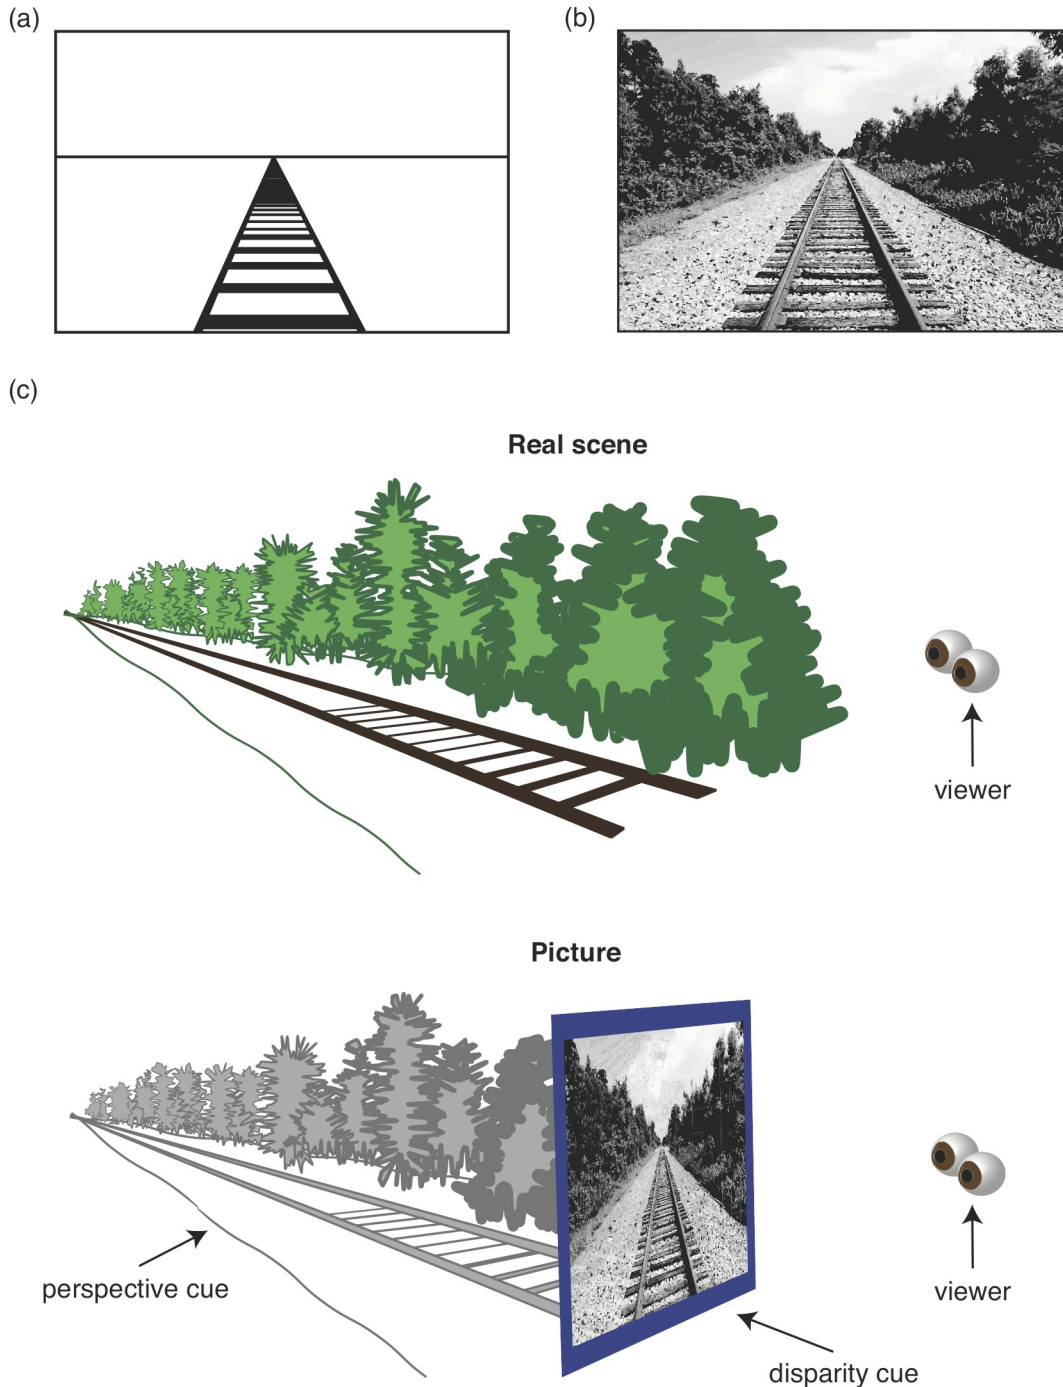 (a)
(b)
(c)
Real scene
viewer
Picture
perspective cue
viewer
disparity cue